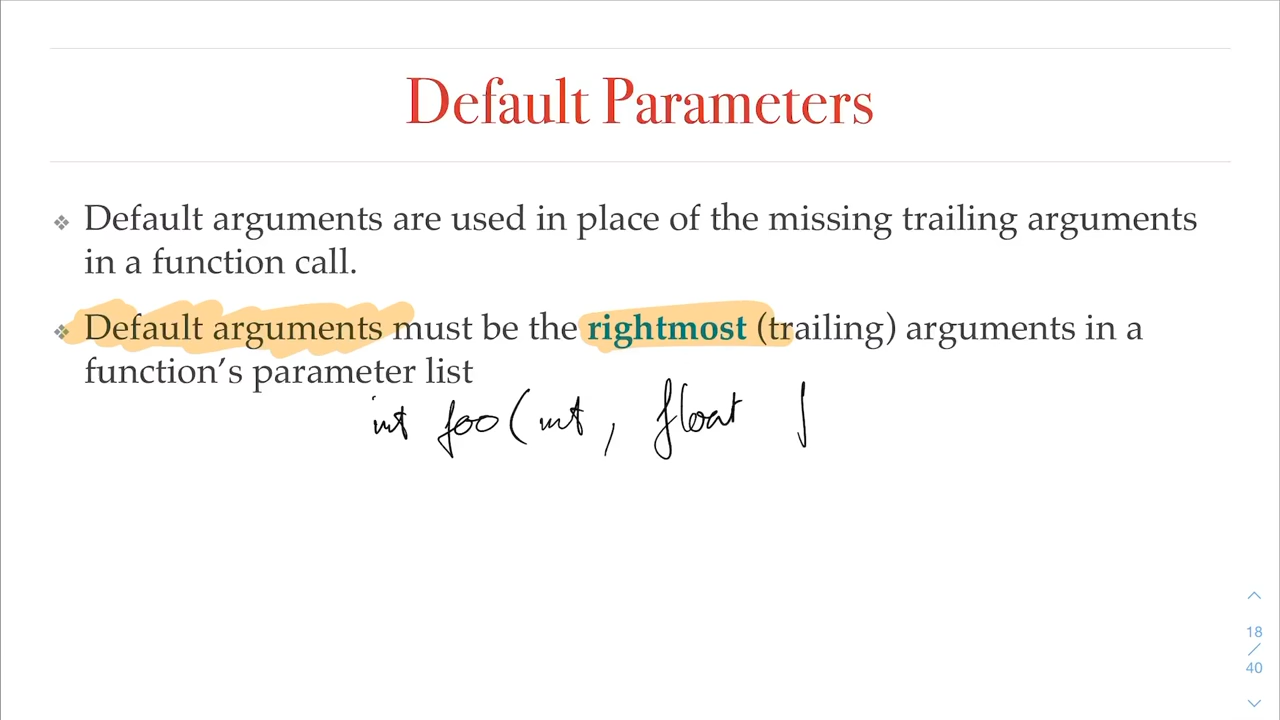 Default Parameters
Default arguments are used in place of the missing trailing arguments
in a function call.
Default arguments must be the rightmost (trailing) arguments in a
function’s parameter list
int foo(int, float
18
/
40